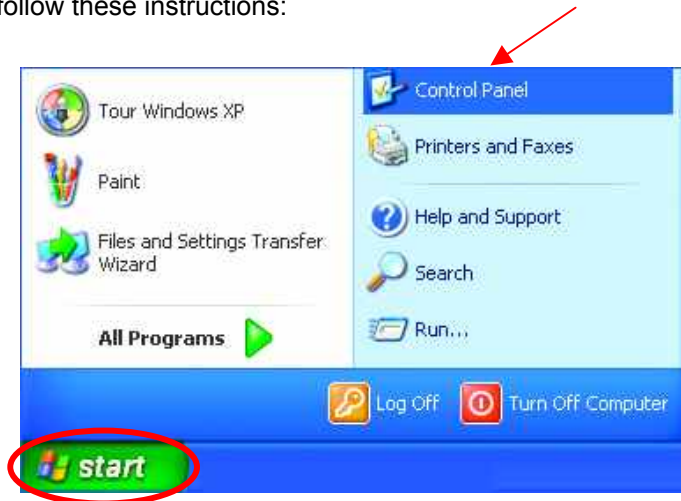 follow these instructions:
Tour Windows XP
Paint
Files and Settings Transfer
Wizard
All Programs
Control Panel
Printers and Faxes
Help and Support
Search
Run...
Log Off
Turn Off Computer
start